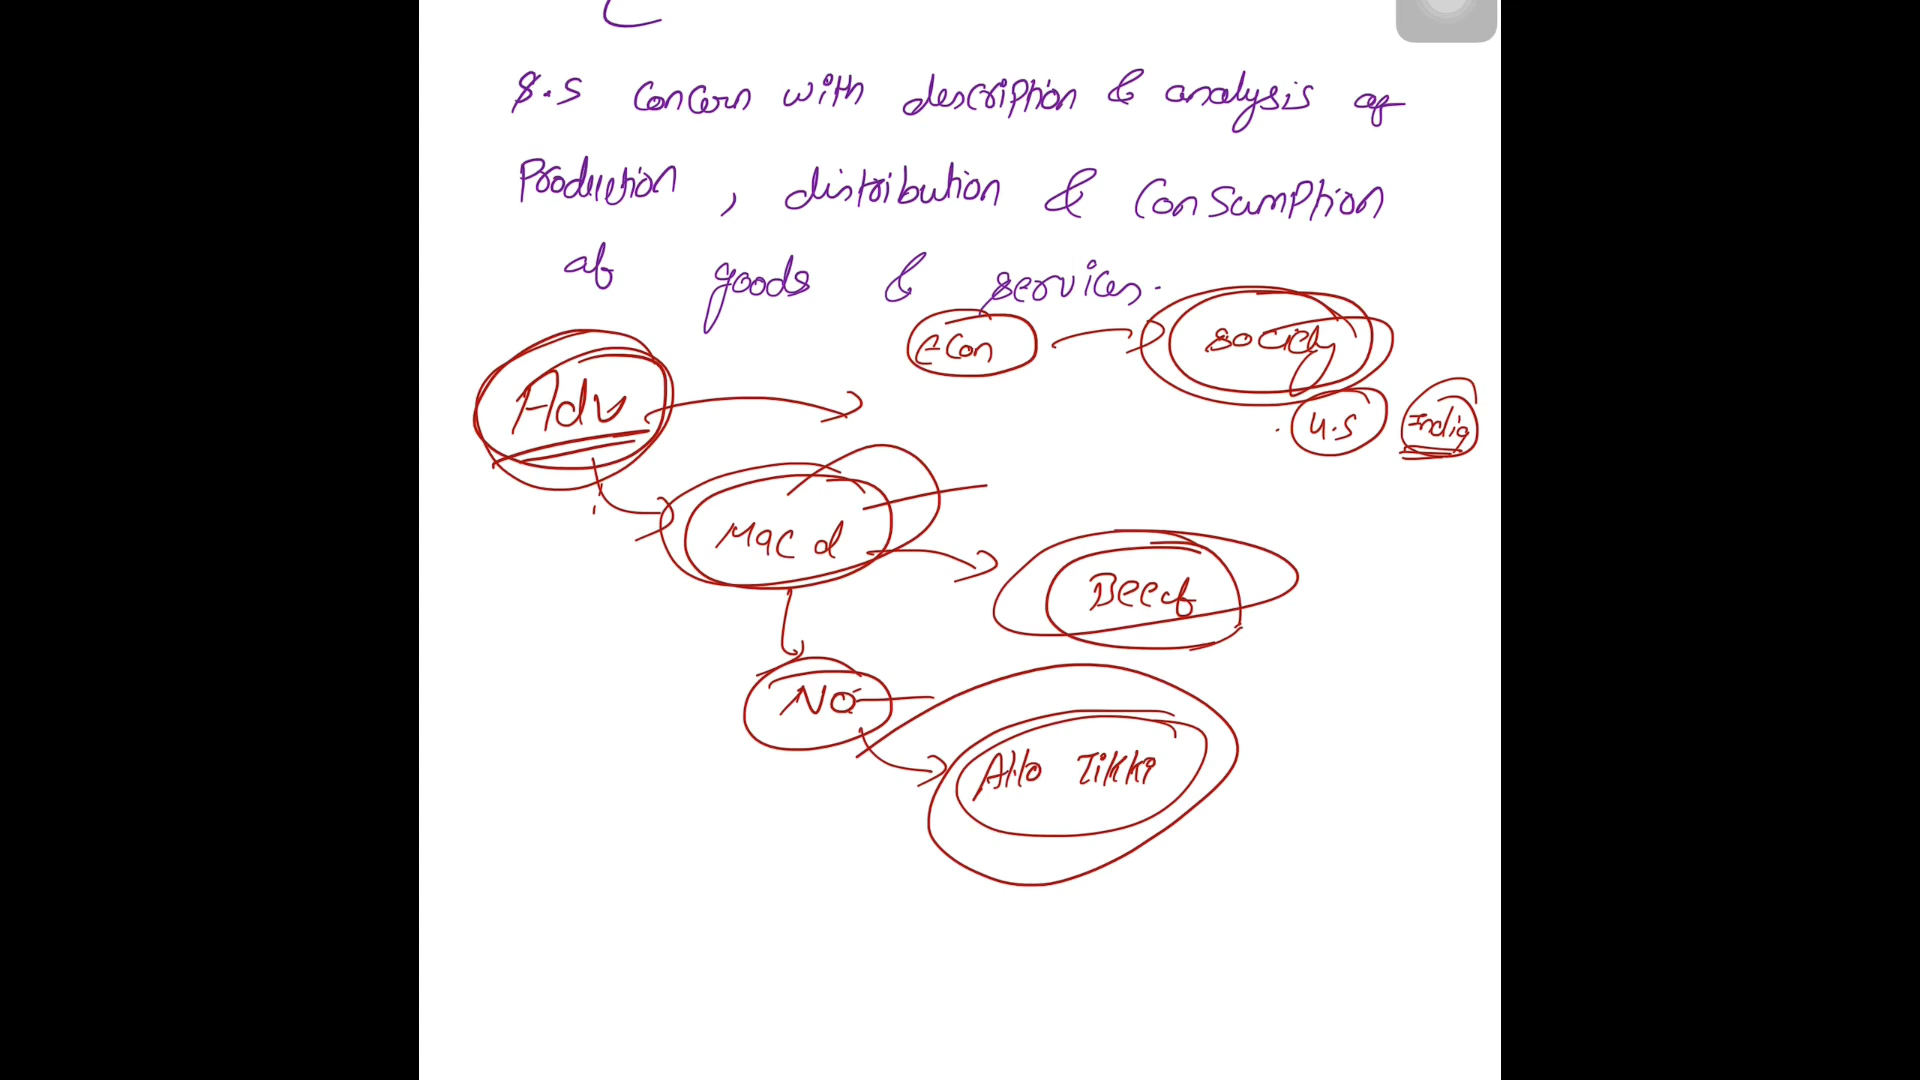 S.S Concern with description & analysis of
Production , distribution & Consumption
of goods & services.
Econ → society
Adv
U.S India
Mac d
Beef
No
Allo Tikki